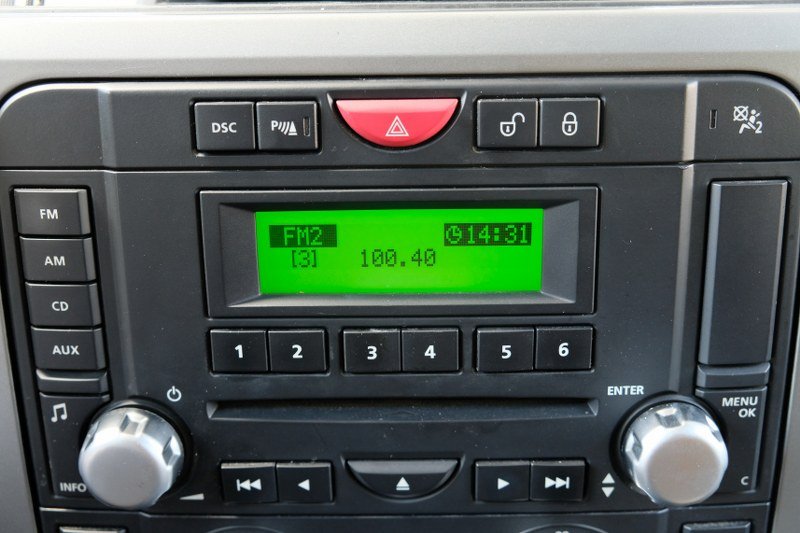 DSC P
2
FM
AM
CD
AUX
FM2 14:31
[3] 100.40
1 2 3 4 5 6
ENTER
MENU
OK
INFO
C